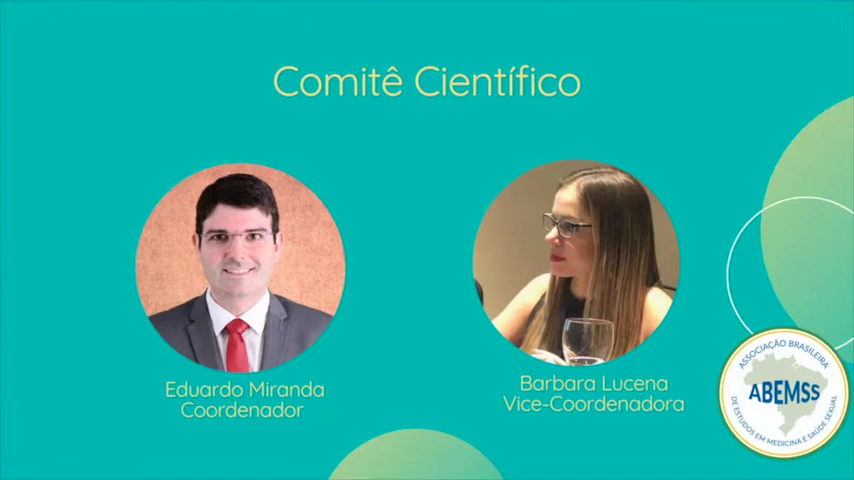 Comitê Científico
Eduardo Miranda
Coordenador
Barbara Lucena
Vice-Coordenadora
ASSOCIAÇÃO BRASILEIRA
ABEMSS
DE ESTUDOS EM MEDICINA E SAÚDE SEXUAL